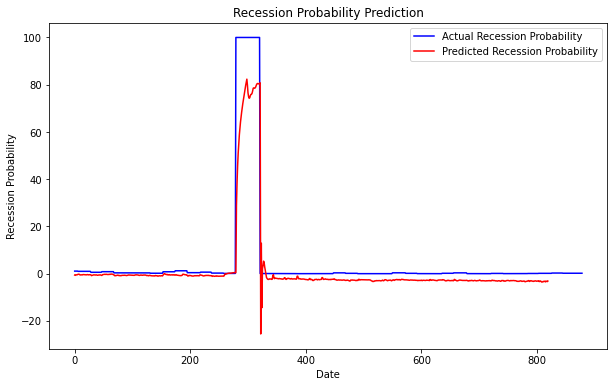 Recession Probability Prediction
Actual Recession Probability
Predicted Recession Probability
Recession Probability
100
80
60
40
20
0
−20
0
200
400
600
800
Date